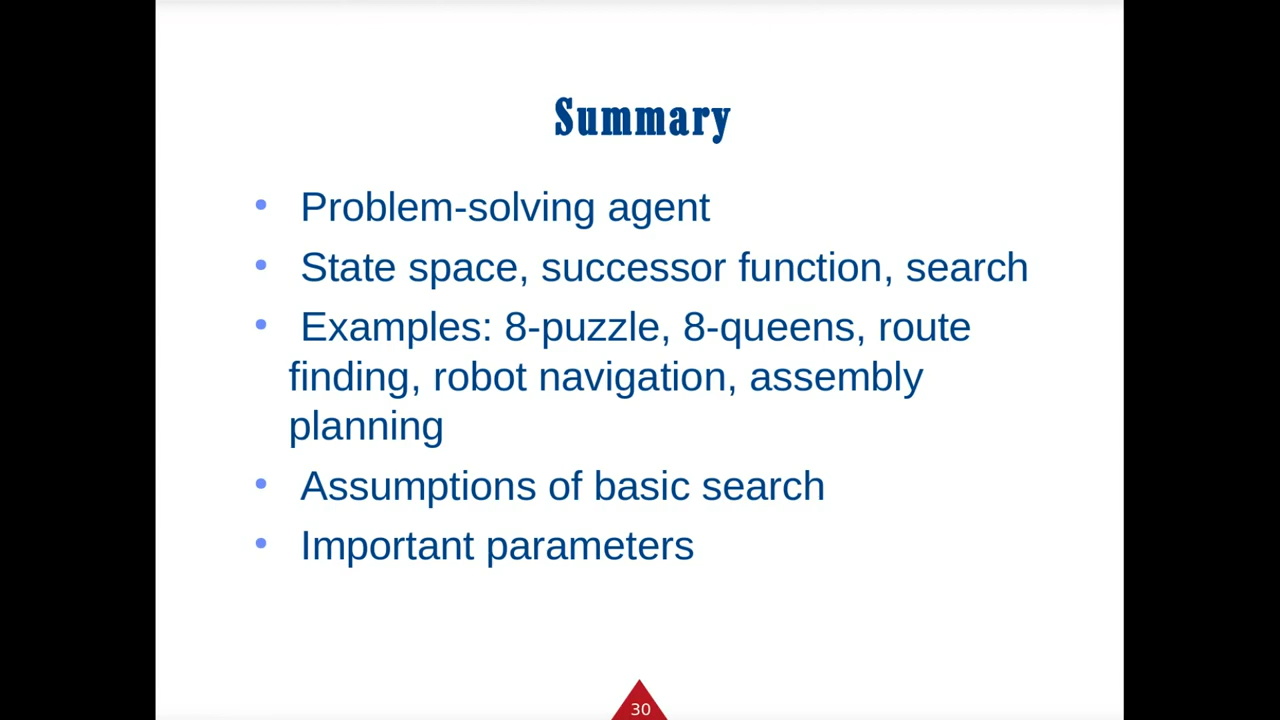 Summary
• Problem-solving agent
• State space, successor function, search
• Examples: 8-puzzle, 8-queens, route
finding, robot navigation, assembly
planning
• Assumptions of basic search
• Important parameters
30